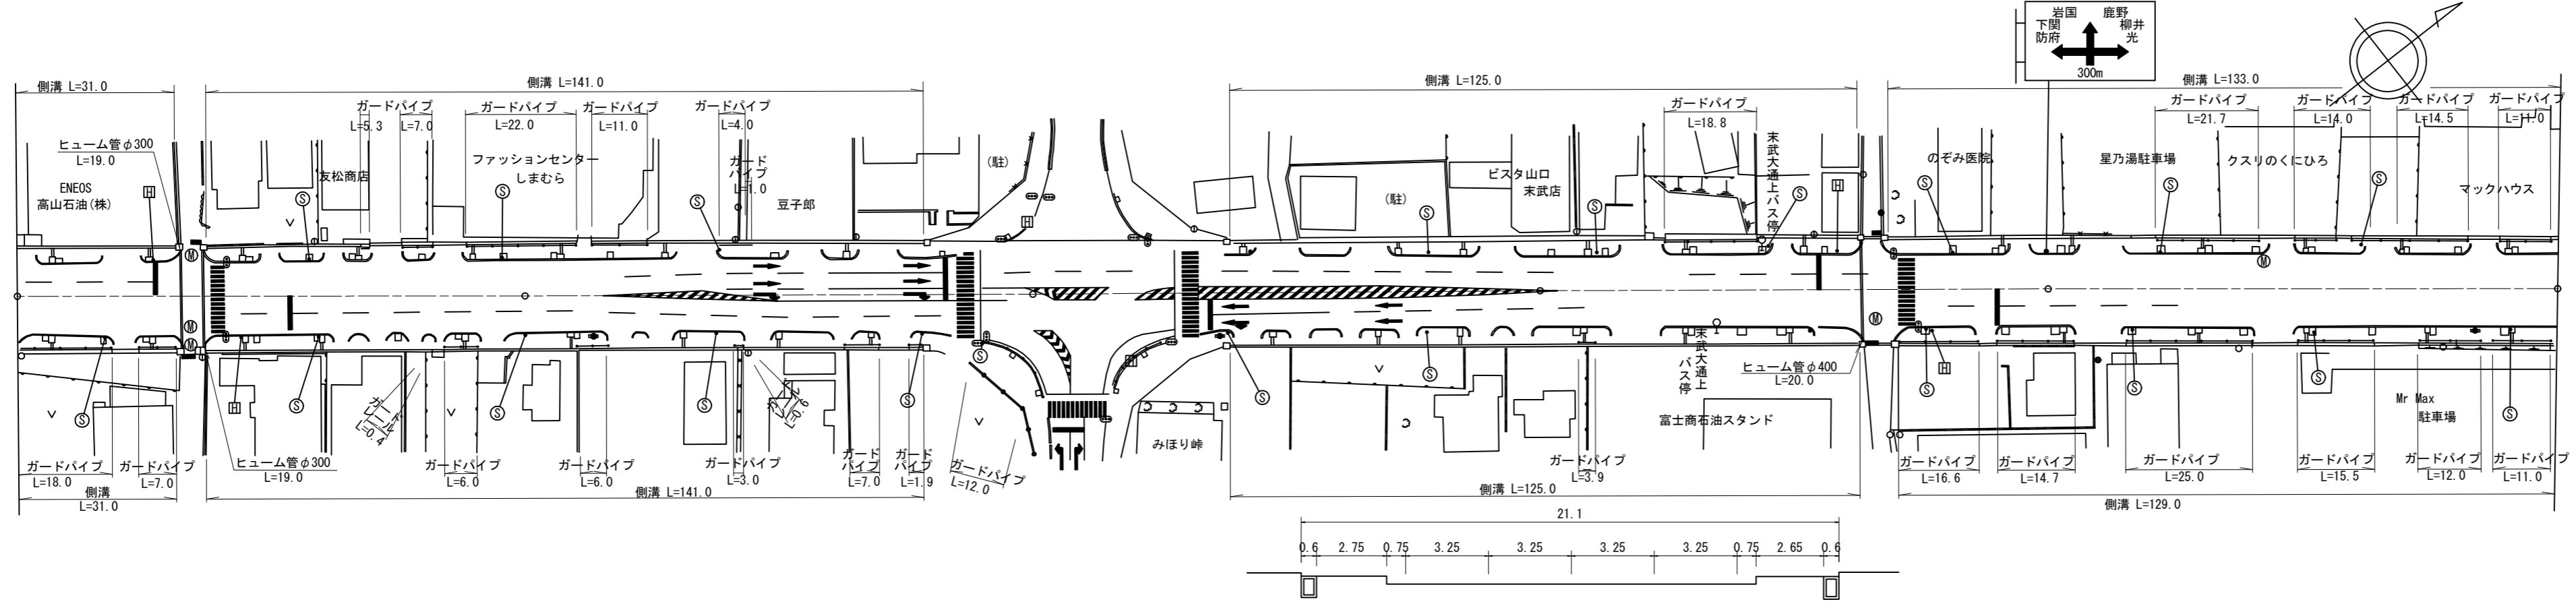 岩国 鹿野
下関 柳井
防府 光
300m
側溝 L=31.0
側溝 L=141.0
側溝 L=125.0
側溝 L=133.0
ガードパイプ
L=5.3
L=7.0
ガードパイプ
L=22.0
ガードパイプ
L=11.0
ガードパイプ
L=4.0
ガードパイプ
L=18.8
ガードパイプ
L=21.7
ガードパイプ
L=14.0
ガードパイプ
L=14.5
ガードパイプ
L=11.0
ヒューム管φ300
L=19.0
ENEOS
高山石油(株)
H
友松商店
S
ファッションセンター
しまむら
S
S
ガード
パイプ
L=1.0
豆子郎
(駐)
H
(駐)
S
ビスタ山口
末武店
S
末武大通上バス停
S
H
のぞみ医院
S
星乃湯駐車場
S
クスリのくにひろ
S
マックハウス
M
M
M
M
M
S
H
S
ガード
レール
L=0.4
S
S
L=0.6
S
S
H
みほり峠
S
S
末武大通上
バス停
富士商石油スタンド
ヒューム管φ400
L=20.0
S
H
S
S
Mr Max
駐車場
S
ガードパイプ
L=18.0
ガードパイプ
L=7.0
側溝
L=31.0
ヒューム管φ300
L=19.0
ガードパイプ
L=6.0
ガードパイプ
L=6.0
ガードパイプ
L=3.0
ガード
パイプ
L=7.0
ガード
パイプ
L=1.9
ガードパイプ
L=12.0
側溝 L=141.0
ガードパイプ
L=3.9
側溝 L=125.0
ガードパイプ
L=16.6
ガードパイプ
L=14.7
ガードパイプ
L=25.0
ガードパイプ
L=15.5
ガードパイプ
L=12.0
ガードパイプ
L=11.0
側溝 L=129.0
21.1
0.6 2.75 0.75 3.25 3.25 3.25 3.25 0.75 2.65 0.6